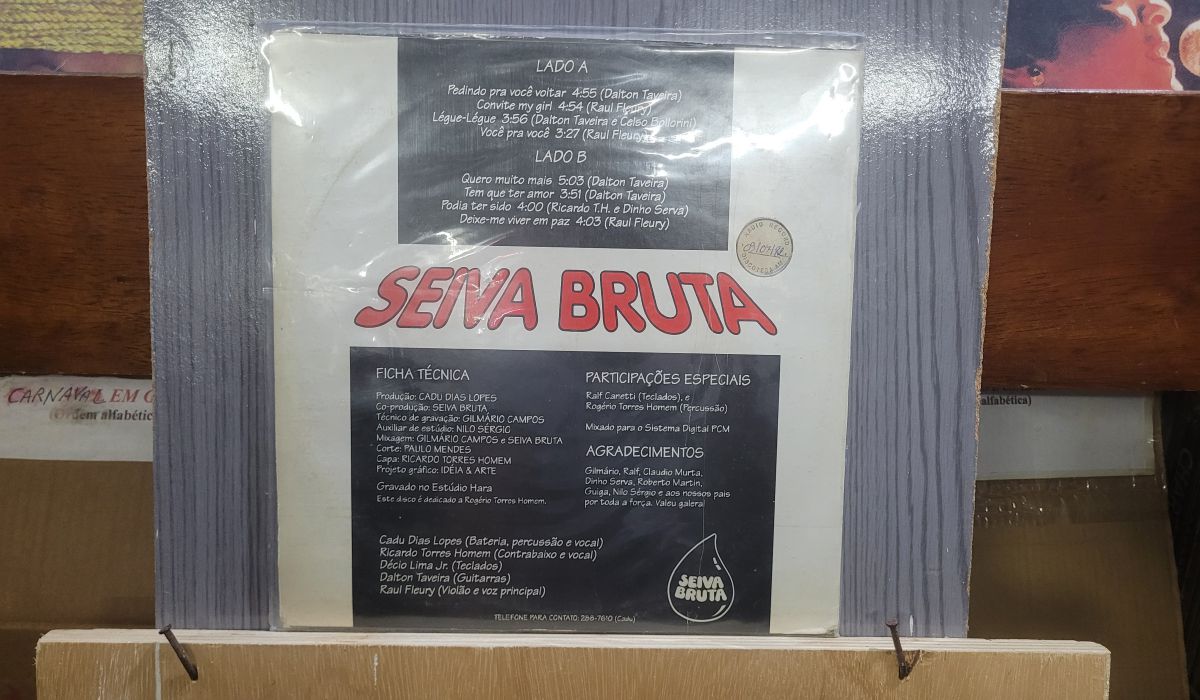 LADO A
Pedindo pra você voltar 4:55 (Dalton Taveira)
Convite my girl 4:54 (Raul Fleury)
Légue-Légue 3:56 (Dalton Taveira e Celso Bollorini)
Você pra você 3:27 (Raul Fleury)
LADO B
Quero muito mais 5:03 (Dalton Taveira)
Tem que ter amor 3:51 (Dalton Taveira)
Podia ter sido 4:00 (Ricardo T.H. e Dinho Serva)
Deixe-me viver em paz 4:03 (Raul Fleury)
RADIO RECORD
DISCOTECA AM
SEIVA BRUTA
FICHA TÉCNICA
Produção: CADU DIAS LOPES
Co-produção: SEIVA BRUTA
Técnico de gravação: GILMÁRIO CAMPOS
Auxiliar de estúdio: NILO SÉRGIO
Mixagem: GILMÁRIO CAMPOS e SEIVA BRUTA
Corte: PAULO MENDES
Capa: RICARDO TORRES HOMEM
Projeto gráfico: IDÉIA & ARTE
Gravado no Estúdio Hara
Este disco é dedicado a Rogério Torres Homem.
PARTICIPAÇÕES ESPECIAIS
Ralf Canetti (Teclados), e
Rogério Torres Homem (Percussão)
Mixado para o Sistema Digital PCM
AGRADECIMENTOS
Gilmário, Ralf, Claudio Murta,
Dinho Serva, Roberto Martin,
Guiga, Nilo Sérgio e aos nossos pais
por toda a força. Valeu galera!
Cadu Dias Lopes (Bateria, percussão e vocal)
Ricardo Torres Homem (Contrabaixo e vocal)
Décio Lima Jr. (Teclados)
Dalton Taveira (Guitarras)
Raul Fleury (Violão e voz principal)
SEIVA
BRUTA
TELEFONE PARA CONTATO: 288-7610 (Cadu)
CARNAVAL EM G
(Ordem alfabétic
alfabética)